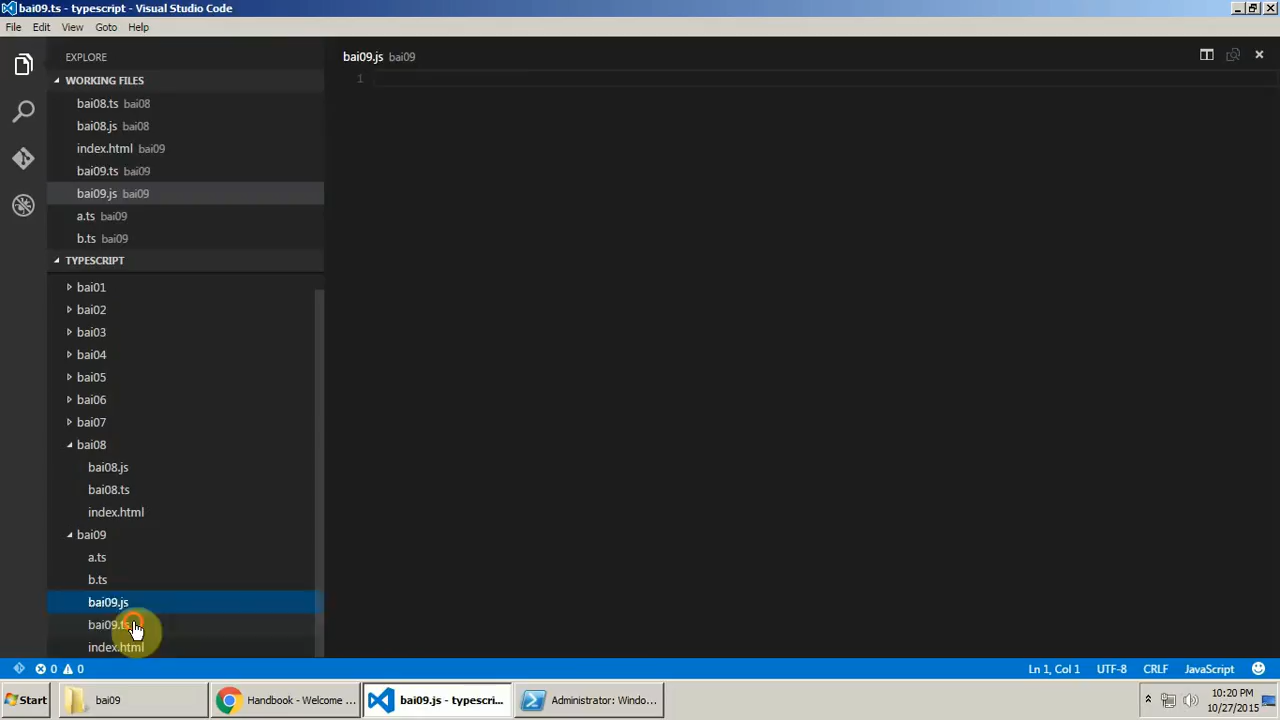 bai09.ts - typescript - Visual Studio Code
File Edit View Goto Help
EXPLORE
bai09.js bai09
WORKING FILES
1
bai08.ts bai08
bai08.js bai08
index.html bai09
bai09.ts bai09
bai09.js bai09
a.ts bai09
b.ts bai09
TYPESCRIPT
bai01
bai02
bai03
bai04
bai05
bai06
bai07
bai08
bai08.js
bai08.ts
index.html
bai09
a.ts
b.ts
bai09.js
bai09.ts
index.html
0 0 Ln 1, Col 1 UTF-8 CRLF JavaScript
Start bai09 Handbook - Welcome ... bai09.js - typescrip... Administrator: Windo... 10:20 PM
10/27/2015